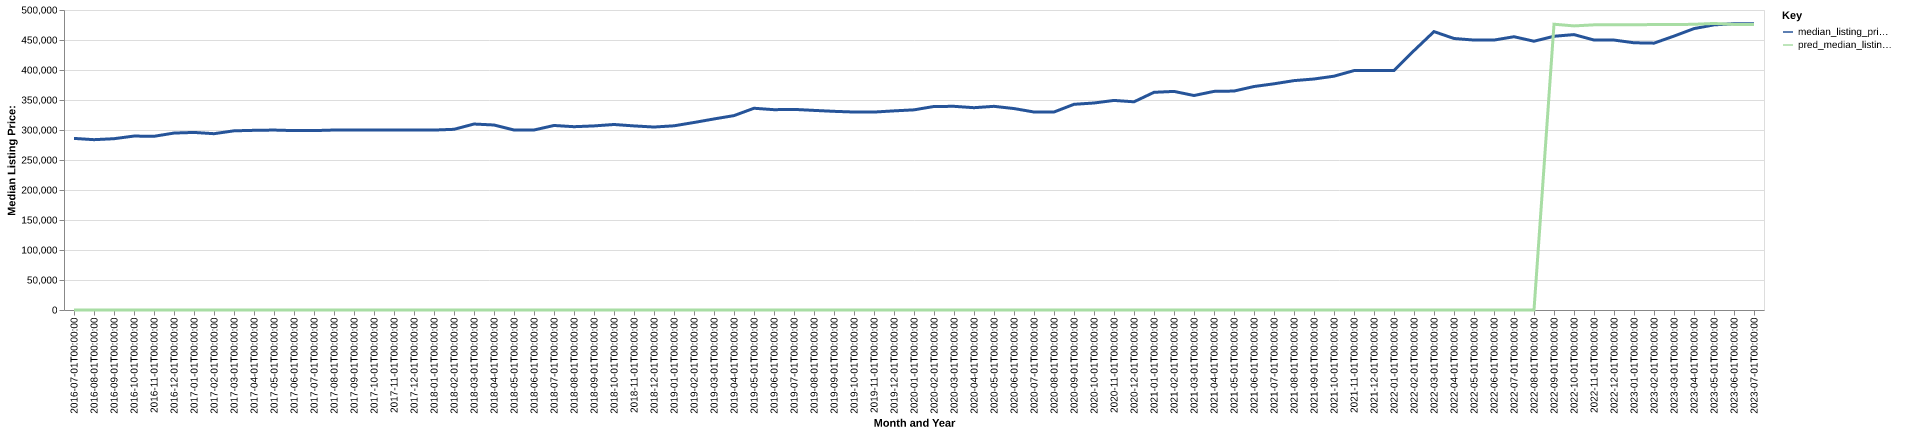 500,000
450,000
400,000
350,000
300,000
250,000
200,000
150,000
100,000
50,000
0
Median Listing Price:
2016-07-01T00:00:00
2016-08-01T00:00:00
2016-09-01T00:00:00
2016-10-01T00:00:00
2016-11-01T00:00:00
2016-12-01T00:00:00
2017-01-01T00:00:00
2017-02-01T00:00:00
2017-03-01T00:00:00
2017-04-01T00:00:00
2017-05-01T00:00:00
2017-06-01T00:00:00
2017-07-01T00:00:00
2017-08-01T00:00:00
2017-09-01T00:00:00
2017-10-01T00:00:00
2017-11-01T00:00:00
2017-12-01T00:00:00
2018-01-01T00:00:00
2018-02-01T00:00:00
2018-03-01T00:00:00
2018-04-01T00:00:00
2018-05-01T00:00:00
2018-06-01T00:00:00
2018-07-01T00:00:00
2018-08-01T00:00:00
2018-09-01T00:00:00
2018-10-01T00:00:00
2018-11-01T00:00:00
2018-12-01T00:00:00
2019-01-01T00:00:00
2019-02-01T00:00:00
2019-03-01T00:00:00
2019-04-01T00:00:00
2019-05-01T00:00:00
2019-06-01T00:00:00
2019-07-01T00:00:00
2019-08-01T00:00:00
2019-09-01T00:00:00
2019-10-01T00:00:00
2019-11-01T00:00:00
2019-12-01T00:00:00
2020-01-01T00:00:00
2020-02-01T00:00:00
2020-03-01T00:00:00
2020-04-01T00:00:00
2020-05-01T00:00:00
2020-06-01T00:00:00
2020-07-01T00:00:00
2020-08-01T00:00:00
2020-09-01T00:00:00
2020-10-01T00:00:00
2020-11-01T00:00:00
2020-12-01T00:00:00
2021-01-01T00:00:00
2021-02-01T00:00:00
2021-03-01T00:00:00
2021-04-01T00:00:00
2021-05-01T00:00:00
2021-06-01T00:00:00
2021-07-01T00:00:00
2021-08-01T00:00:00
2021-09-01T00:00:00
2021-10-01T00:00:00
2021-11-01T00:00:00
2021-12-01T00:00:00
2022-01-01T00:00:00
2022-02-01T00:00:00
2022-03-01T00:00:00
2022-04-01T00:00:00
2022-05-01T00:00:00
2022-06-01T00:00:00
2022-07-01T00:00:00
2022-08-01T00:00:00
2022-09-01T00:00:00
2022-10-01T00:00:00
2022-11-01T00:00:00
2022-12-01T00:00:00
2023-01-01T00:00:00
2023-02-01T00:00:00
2023-03-01T00:00:00
2023-04-01T00:00:00
2023-05-01T00:00:00
2023-06-01T00:00:00
2023-07-01T00:00:00
Month and Year
Key
median_listing_pri…
pred_median_listin…